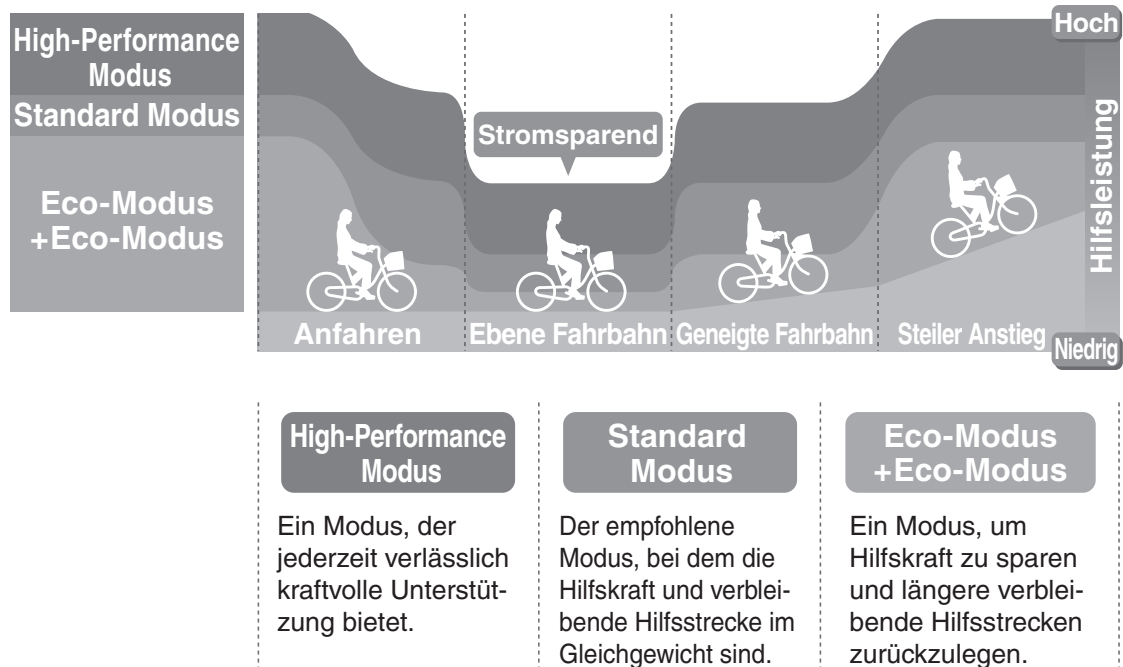 High-Performance
Modus
Standard Modus
Eco-Modus
+Eco-Modus
Stromsparend
Hoch
Hilfsleistung
Niedrig
Anfahren
Ebene Fahrbahn
Geneigte Fahrbahn
Steiler Anstieg
High-Performance
Modus
Ein Modus, der
jederzeit verlässlich
kraftvolle Unterstüt-
zung bietet.
Standard
Modus
Der empfohlene
Modus, bei dem die
Hilfskraft und verblei-
bende Hilfsstrecke im
Gleichgewicht sind.
Eco-Modus
+Eco-Modus
Ein Modus, um
Hilfskraft zu sparen
und längere verblei-
bende Hilfsstrecken
zurückzulegen.